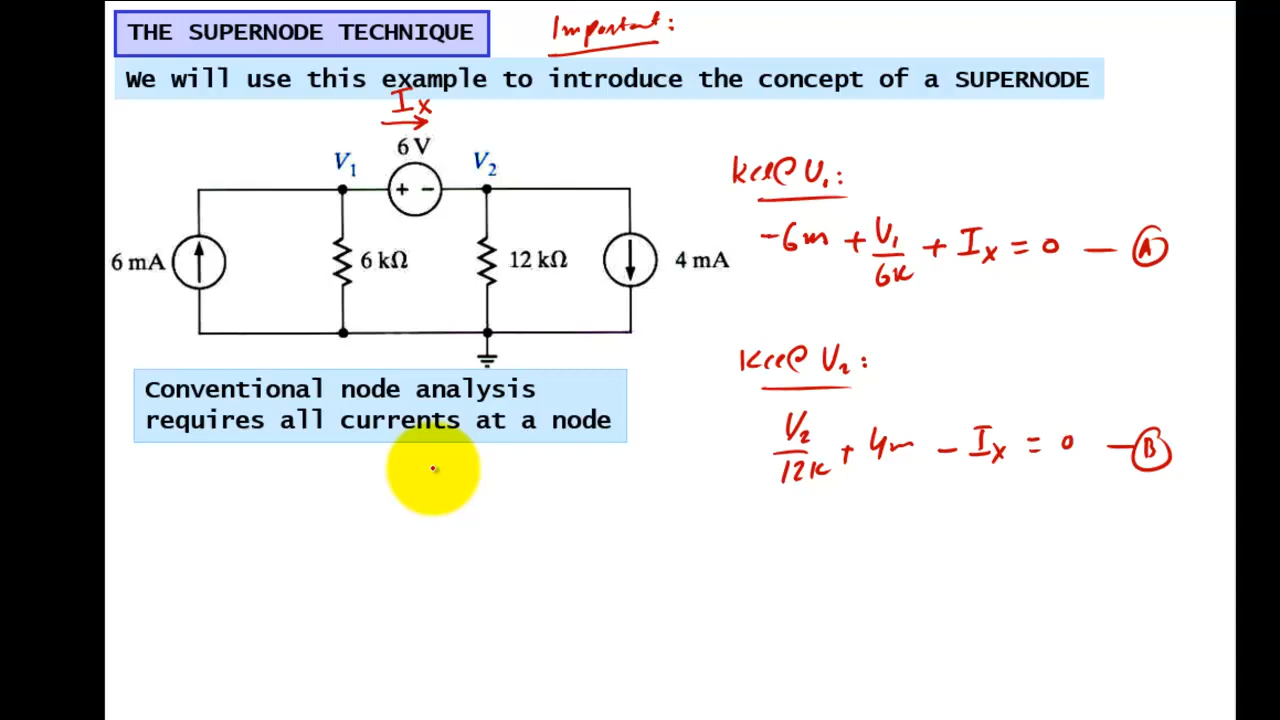 THE SUPERNODE TECHNIQUE
Important:
We will use this example to introduce the concept of a SUPERNODE
Ix
6 V
V1
V2
+ −
6 mA
6 kΩ
12 kΩ
4 mA
KCL@ V1:
-6m + V1/6k + Ix = 0 — A
Conventional node analysis
requires all currents at a node
KCL@ V2:
V2/12k + 4m - Ix = 0 — B